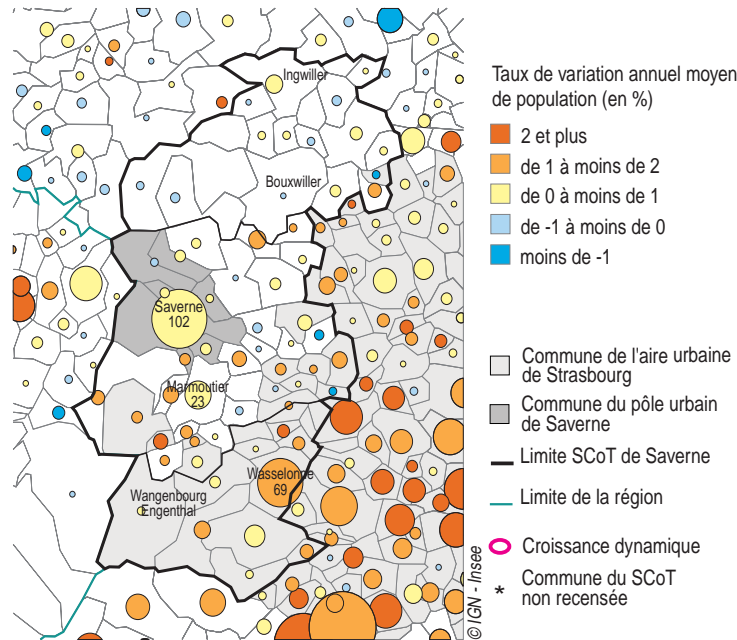 Ingwiller
Bouxwiller
Saverne
102
Marmoutier
23
Wasselonne
69
Wangenbourg
Engenthal
© IGN - Insee
Taux de variation annuel moyen
de population (en %)
2 et plus
de 1 à moins de 2
de 0 à moins de 1
de -1 à moins de 0
moins de -1
Commune de l'aire urbaine
de Strasbourg
Commune du pôle urbain
de Saverne
Limite SCoT de Saverne
Limite de la région
Croissance dynamique
* Commune du SCoT
non recensée